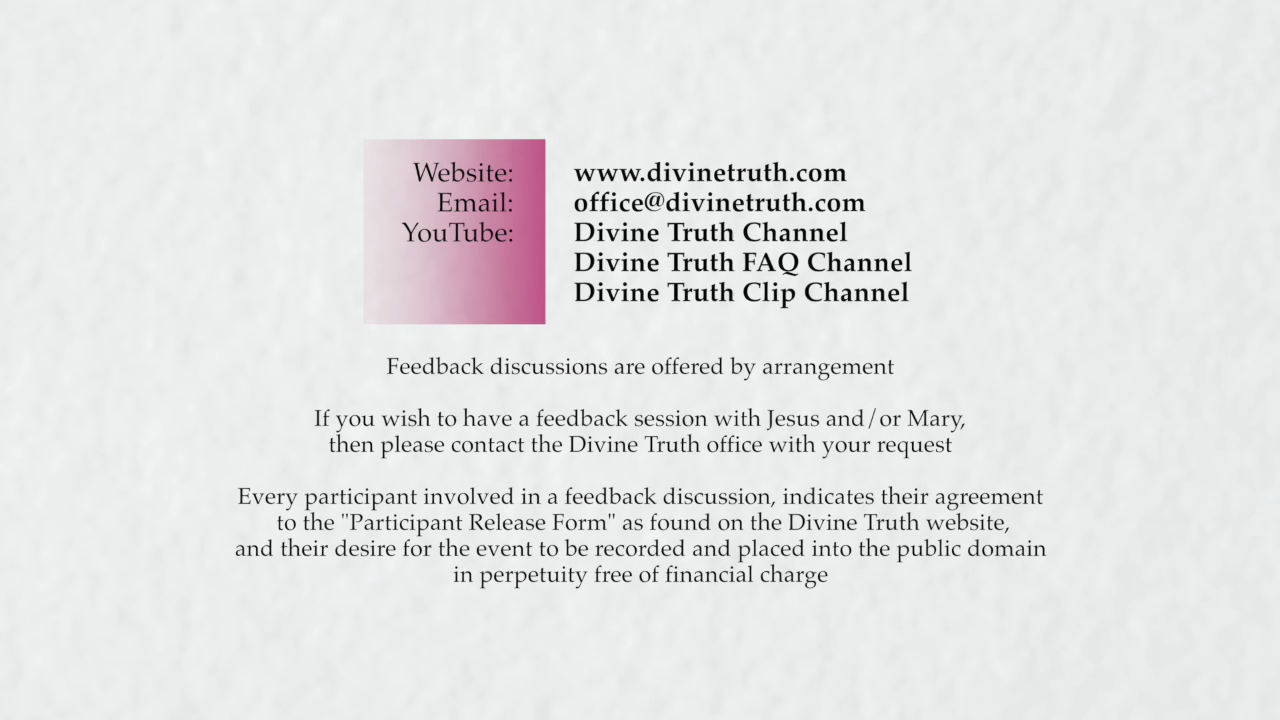 Website: www.divinetruth.com
Email: office@divinetruth.com
YouTube: Divine Truth Channel
Divine Truth FAQ Channel
Divine Truth Clip Channel
Feedback discussions are offered by arrangement
If you wish to have a feedback session with Jesus and/or Mary,
then please contact the Divine Truth office with your request
Every participant involved in a feedback discussion, indicates their agreement
to the "Participant Release Form" as found on the Divine Truth website,
and their desire for the event to be recorded and placed into the public domain
in perpetuity free of financial charge